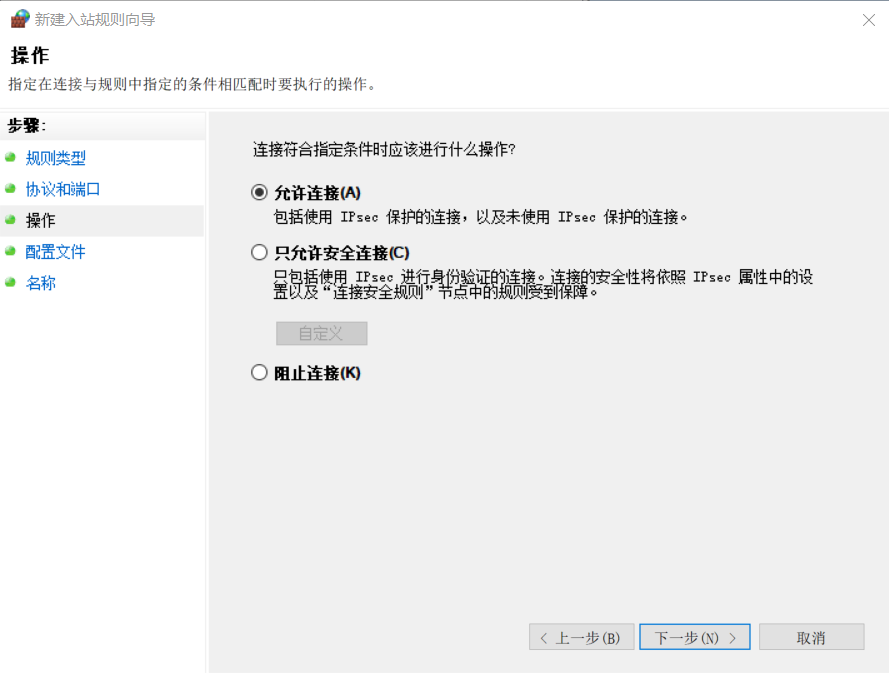 新建入站规则向导
操作
指定在连接与规则中指定的条件相匹配时要执行的操作。
步骤:
规则类型
协议和端口
操作
配置文件
名称
连接符合指定条件时应该进行什么操作?
允许连接(A)
包括使用 IPsec 保护的连接，以及未使用 IPsec 保护的连接。
只允许安全连接(C)
只包括使用 IPsec 进行身份验证的连接。连接的安全性将依照 IPsec 属性中的设
置以及“连接安全规则”节点中的规则受到保障。
自定义
阻止连接(K)
< 上一步(B)
下一步(N) >
取消